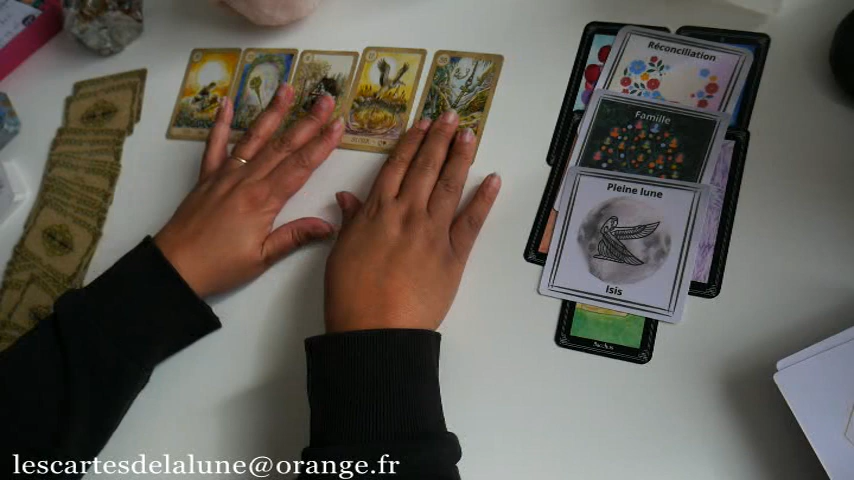 Réconciliation
Famille
Pleine lune
Isis
lescartesdelalune@orange.fr